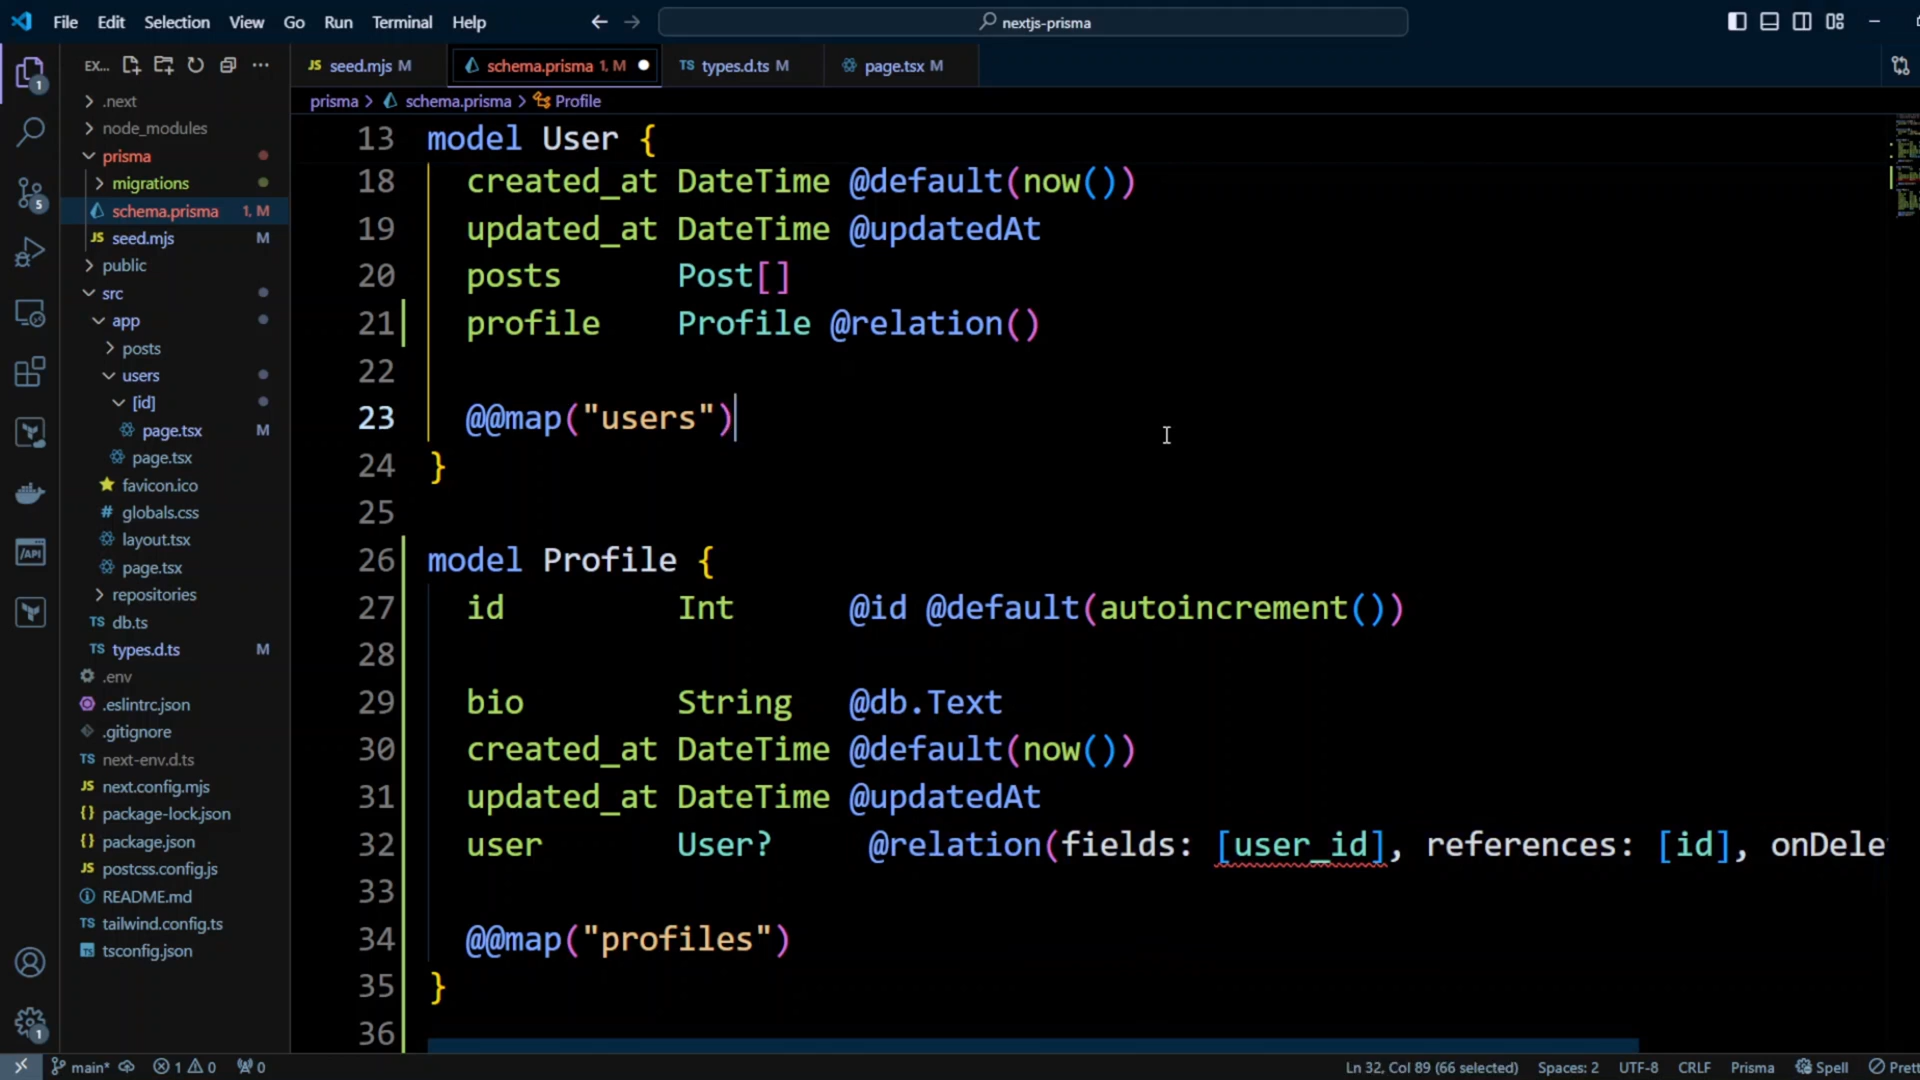 File Edit Selection View Go Run Terminal Help
nextjs-prisma
EX...
seed.mjs M
schema.prisma 1, M
types.d.ts M
page.tsx M
prisma > schema.prisma > Profile
.next
node_modules
prisma
migrations
schema.prisma 1, M
seed.mjs M
public
src
app
posts
users
[id]
page.tsx M
page.tsx
favicon.ico
globals.css
layout.tsx
page.tsx
repositories
db.ts
types.d.ts M
.env
.eslintrc.json
.gitignore
next-env.d.ts
next.config.mjs
package-lock.json
package.json
postcss.config.js
README.md
tailwind.config.ts
tsconfig.json
13 model User {
18 created_at DateTime @default(now())
19 updated_at DateTime @updatedAt
20 posts Post[]
21 profile Profile @relation()
22
23 @@map("users")
24 }
25
26 model Profile {
27 id Int @id @default(autoincrement())
28
29 bio String @db.Text
30 created_at DateTime @default(now())
31 updated_at DateTime @updatedAt
32 user User? @relation(fields: [user_id], references: [id], onDele
33
34 @@map("profiles")
35 }
36
main* 1 0 0
Ln 32, Col 89 (66 selected) Spaces: 2 UTF-8 CRLF Prisma Spell Prett